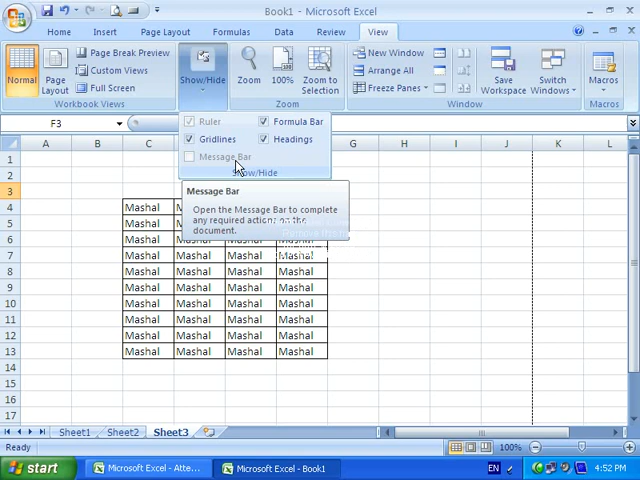 Book1 - Microsoft Excel
Home Insert Page Layout Formulas Data Review View
Normal
Page Layout
Page Break Preview
Custom Views
Full Screen
Workbook Views
Show/Hide
Zoom
100%
Zoom to Selection
Zoom
New Window
Arrange All
Freeze Panes
Save Workspace
Switch Windows
Window
Macros
Macros
Ruler Formula Bar
Gridlines Headings
Message Bar
Show/Hide
F3
A B C G H I J K L
Message Bar
Open the Message Bar to complete
any required action on the
document.
1
2
3
4 Mashal
5 Mashal
6 Mashal
7 Mashal Mashal Mashal Mashal
8 Mashal Mashal Mashal Mashal
9 Mashal Mashal Mashal Mashal
10 Mashal Mashal Mashal Mashal
11 Mashal Mashal Mashal Mashal
12 Mashal Mashal Mashal Mashal
13 Mashal Mashal Mashal Mashal
14
15
16
17
Sheet1 Sheet2 Sheet3
Ready 100%
start Microsoft Excel - Atte... Microsoft Excel - Book1 EN 4:52 PM